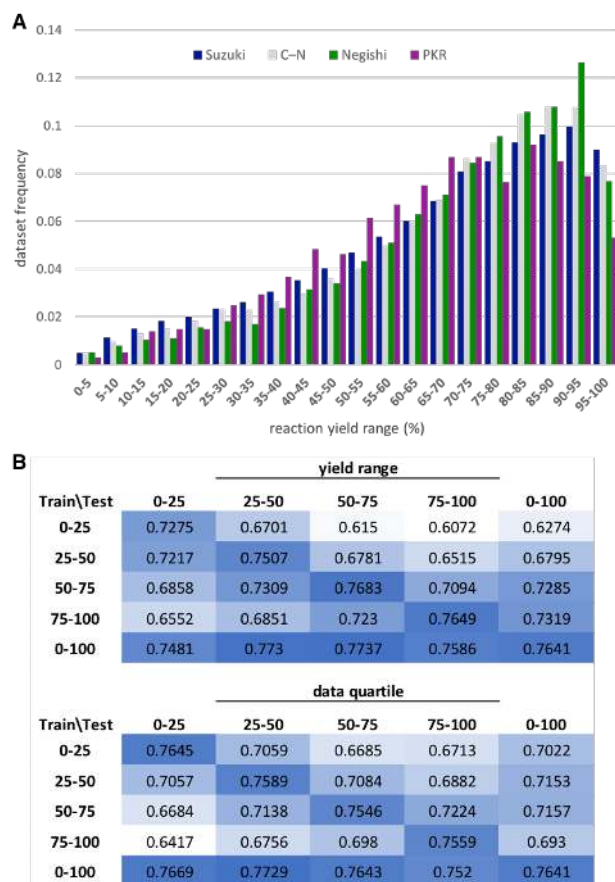 A
0.14
Suzuki C–N Negishi PKR
0.12
0.1
0.08
0.06
0.04
0.02
0
dataset frequency
0-5 5-10 10-15 15-20 20-25 25-30 30-35 35-40 40-45 45-50 50-55 55-60 60-65 65-70 70-75 75-80 80-85 85-90 90-95 95-100
reaction yield range (%)
B
yield range
Train\Test 0-25 25-50 50-75 75-100 0-100
0-25 0.7275 0.6701 0.615 0.6072 0.6274
25-50 0.7217 0.7507 0.6781 0.6515 0.6795
50-75 0.6858 0.7309 0.7683 0.7094 0.7285
75-100 0.6552 0.6851 0.723 0.7649 0.7319
0-100 0.7481 0.773 0.7737 0.7586 0.7641
data quartile
Train\Test 0-25 25-50 50-75 75-100 0-100
0-25 0.7645 0.7059 0.6685 0.6713 0.7022
25-50 0.7057 0.7589 0.7084 0.6882 0.7153
50-75 0.6684 0.7138 0.7546 0.7224 0.7157
75-100 0.6417 0.6756 0.698 0.7559 0.693
0-100 0.7669 0.7729 0.7643 0.752 0.7641